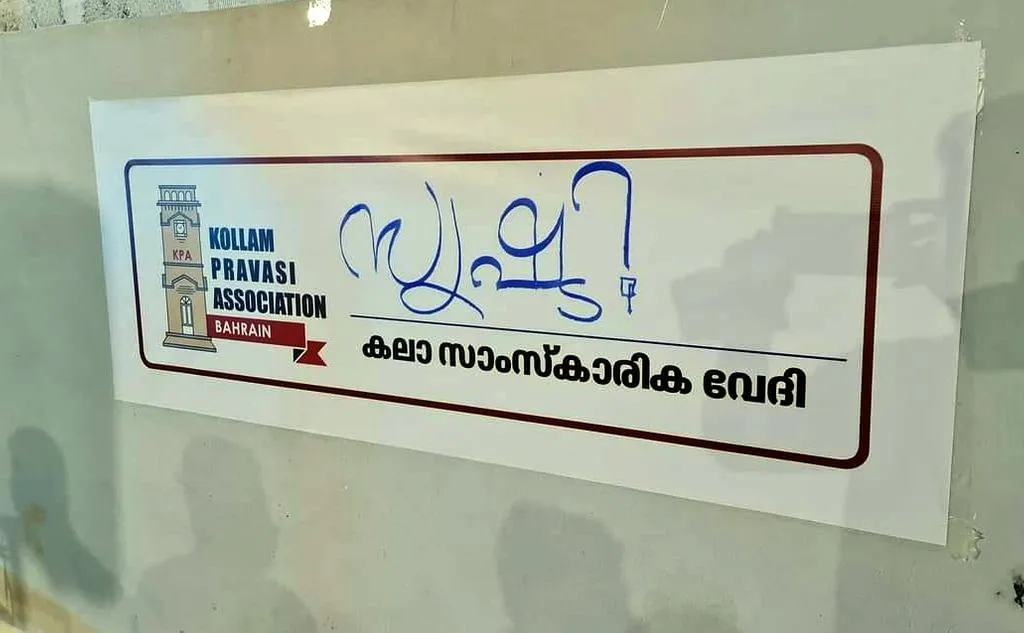 KPA
KOLLAM
PRAVASI
ASSOCIATION
BAHRAIN
സൃഷ്ടി
കലാ സാംസ്കാരിക വേദി